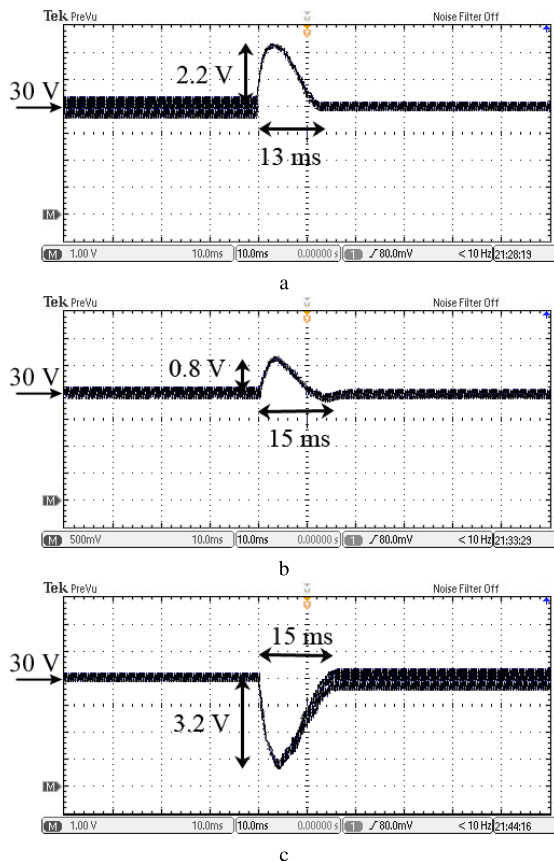 Tek PreVu Noise Filter Off
2.2 V
30 V
13 ms
M
M 1.00 V 10.0ms 10.0ms 0.00000 s 1 80.0mV < 10 Hz 21:28:19
a
Tek PreVu Noise Filter Off
0.8 V
30 V
15 ms
M
M 500mV 10.0ms 10.0ms 0.00000 s 1 80.0mV < 10 Hz 21:33:29
b
Tek PreVu Noise Filter Off
15 ms
30 V
3.2 V
M
M 1.00 V 10.0ms 10.0ms 0.00000 s 1 80.0mV < 10 Hz 21:44:16
c